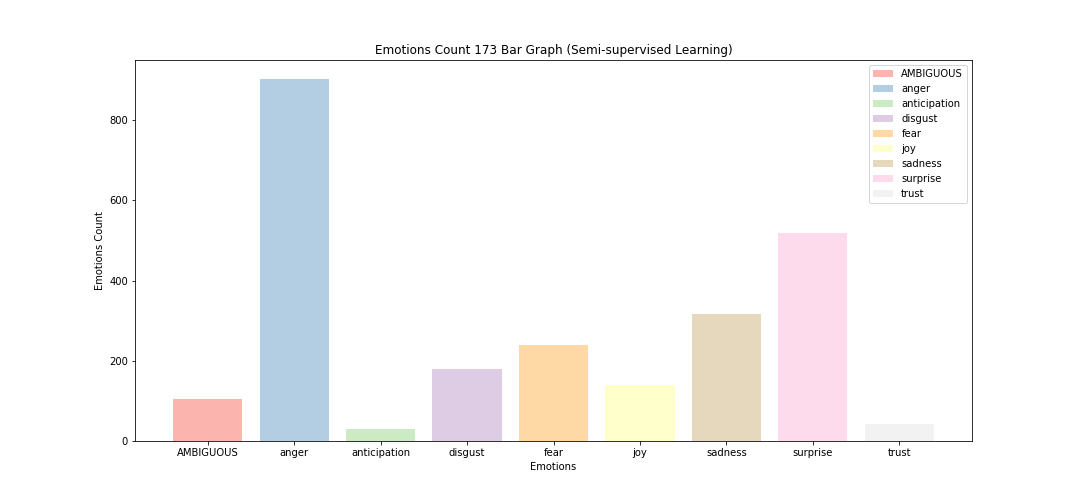 Emotions Count 173 Bar Graph (Semi-supervised Learning)
AMBIGUOUS
anger
anticipation
disgust
fear
joy
sadness
surprise
trust
Emotions Count
800
600
400
200
0
AMBIGUOUS anger anticipation disgust fear joy sadness surprise trust
Emotions